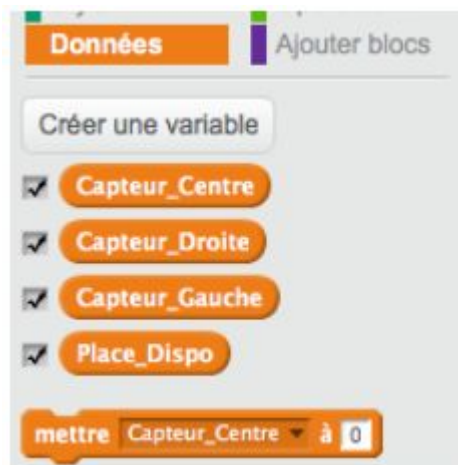 Données
Ajouter blocs
Créer une variable
Capteur_Centre
Capteur_Droite
Capteur_Gauche
Place_Dispo
mettre Capteur_Centre à 0